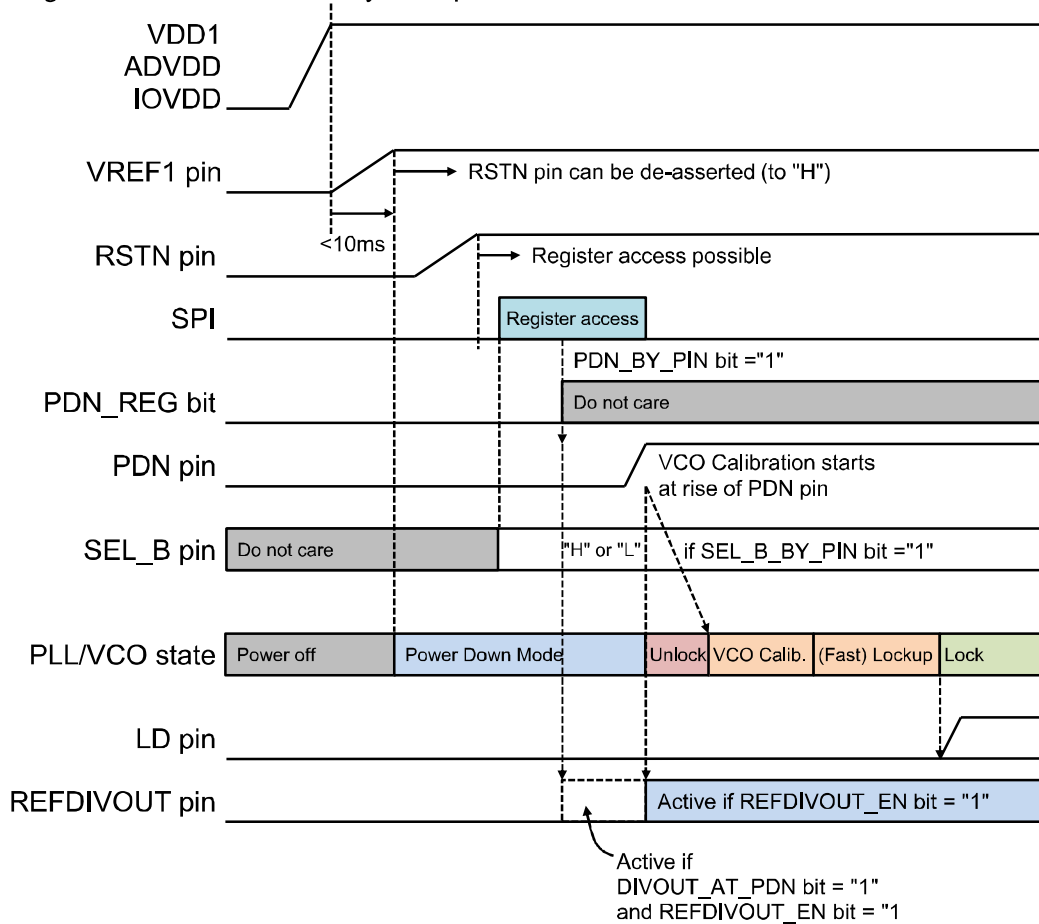 VDD1
ADVDD
IOVDD
VREF1 pin
RSTN pin can be de-asserted (to "H")
<10ms
RSTN pin
Register access possible
SPI
Register access
PDN_BY_PIN bit ="1"
PDN_REG bit
Do not care
PDN pin
VCO Calibration starts
at rise of PDN pin
SEL_B pin
Do not care
"H" or "L"
if SEL_B_BY_PIN bit ="1"
PLL/VCO state
Power off
Power Down Mode
Unlock
VCO Calib.
(Fast) Lockup
Lock
LD pin
REFDIVOUT pin
Active if REFDIVOUT_EN bit = "1"
Active if
DIVOUT_AT_PDN bit = "1"
and REFDIVOUT_EN bit = "1